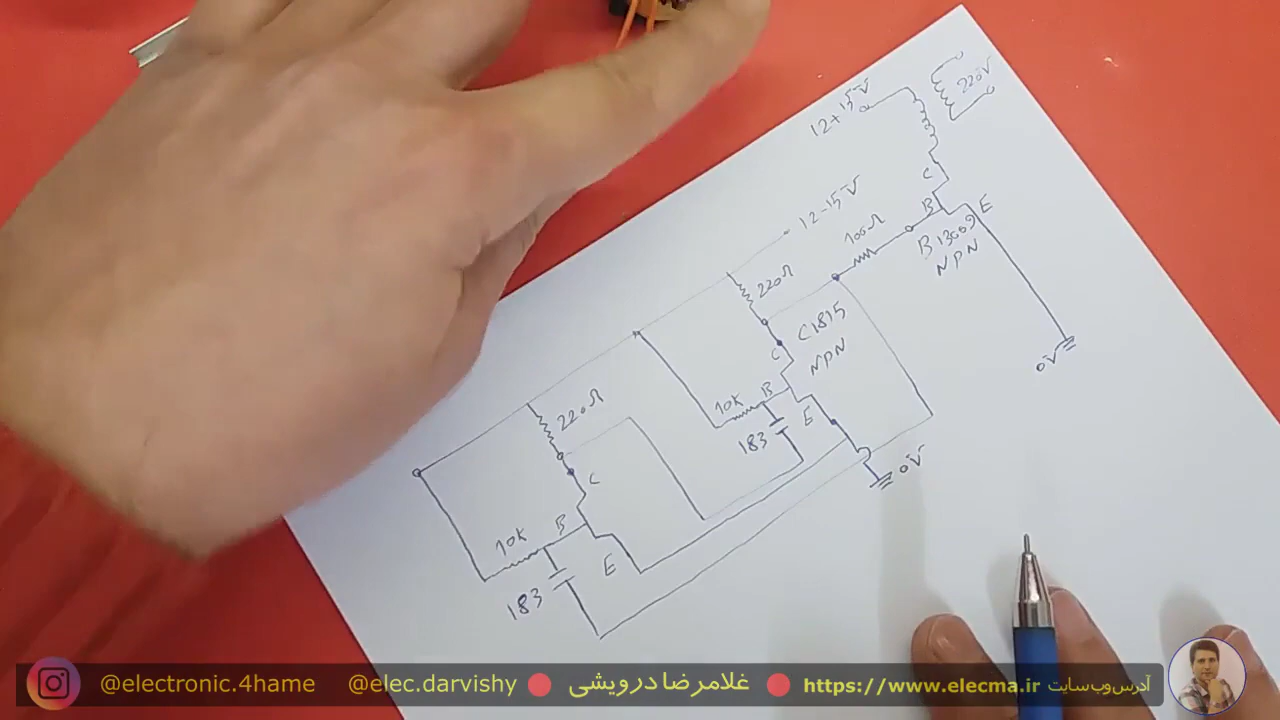 220V
12+15V
C
B
E
B13009
NPN
0V
12-15V
100Ω
220Ω
C1815
NPN
C
B
E
10k
183
0V
220Ω
C
B
E
10k
183
@electronic.4hame @elec.darvishy غلامرضا درویشی https://www.elecma.ir آدرس وب سایت